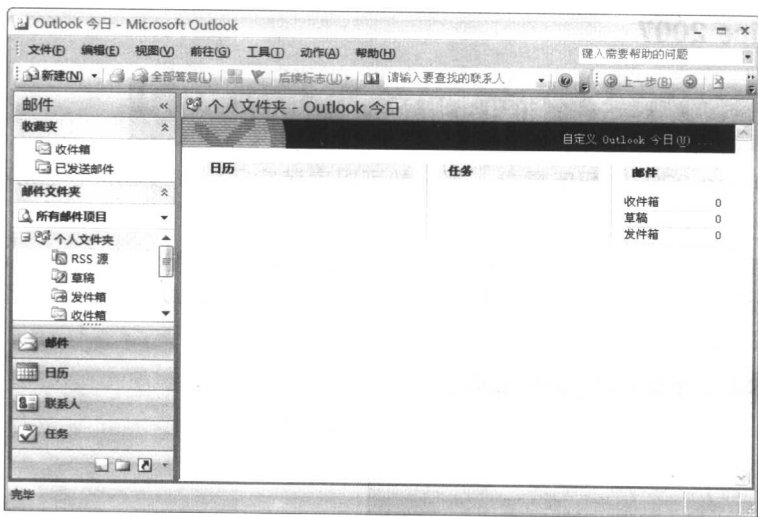 Outlook 今日 - Microsoft Outlook
文件(F) 编辑(E) 视图(V) 前往(G) 工具(T) 动作(A) 帮助(H) 键入需要帮助的问题
新建(N) 全部答复(L) 后续标志(U) 请输入要查找的联系人 上一步(B)
邮件 « 个人文件夹 - Outlook 今日
收藏夹 自定义 Outlook 今日(U) ...
收件箱
已发送邮件
邮件文件夹
所有邮件项目
个人文件夹
RSS 源
草稿
发件箱
收件箱
日历 任务 邮件
收件箱 0
草稿 0
发件箱 0
邮件
日历
联系人
任务
完毕